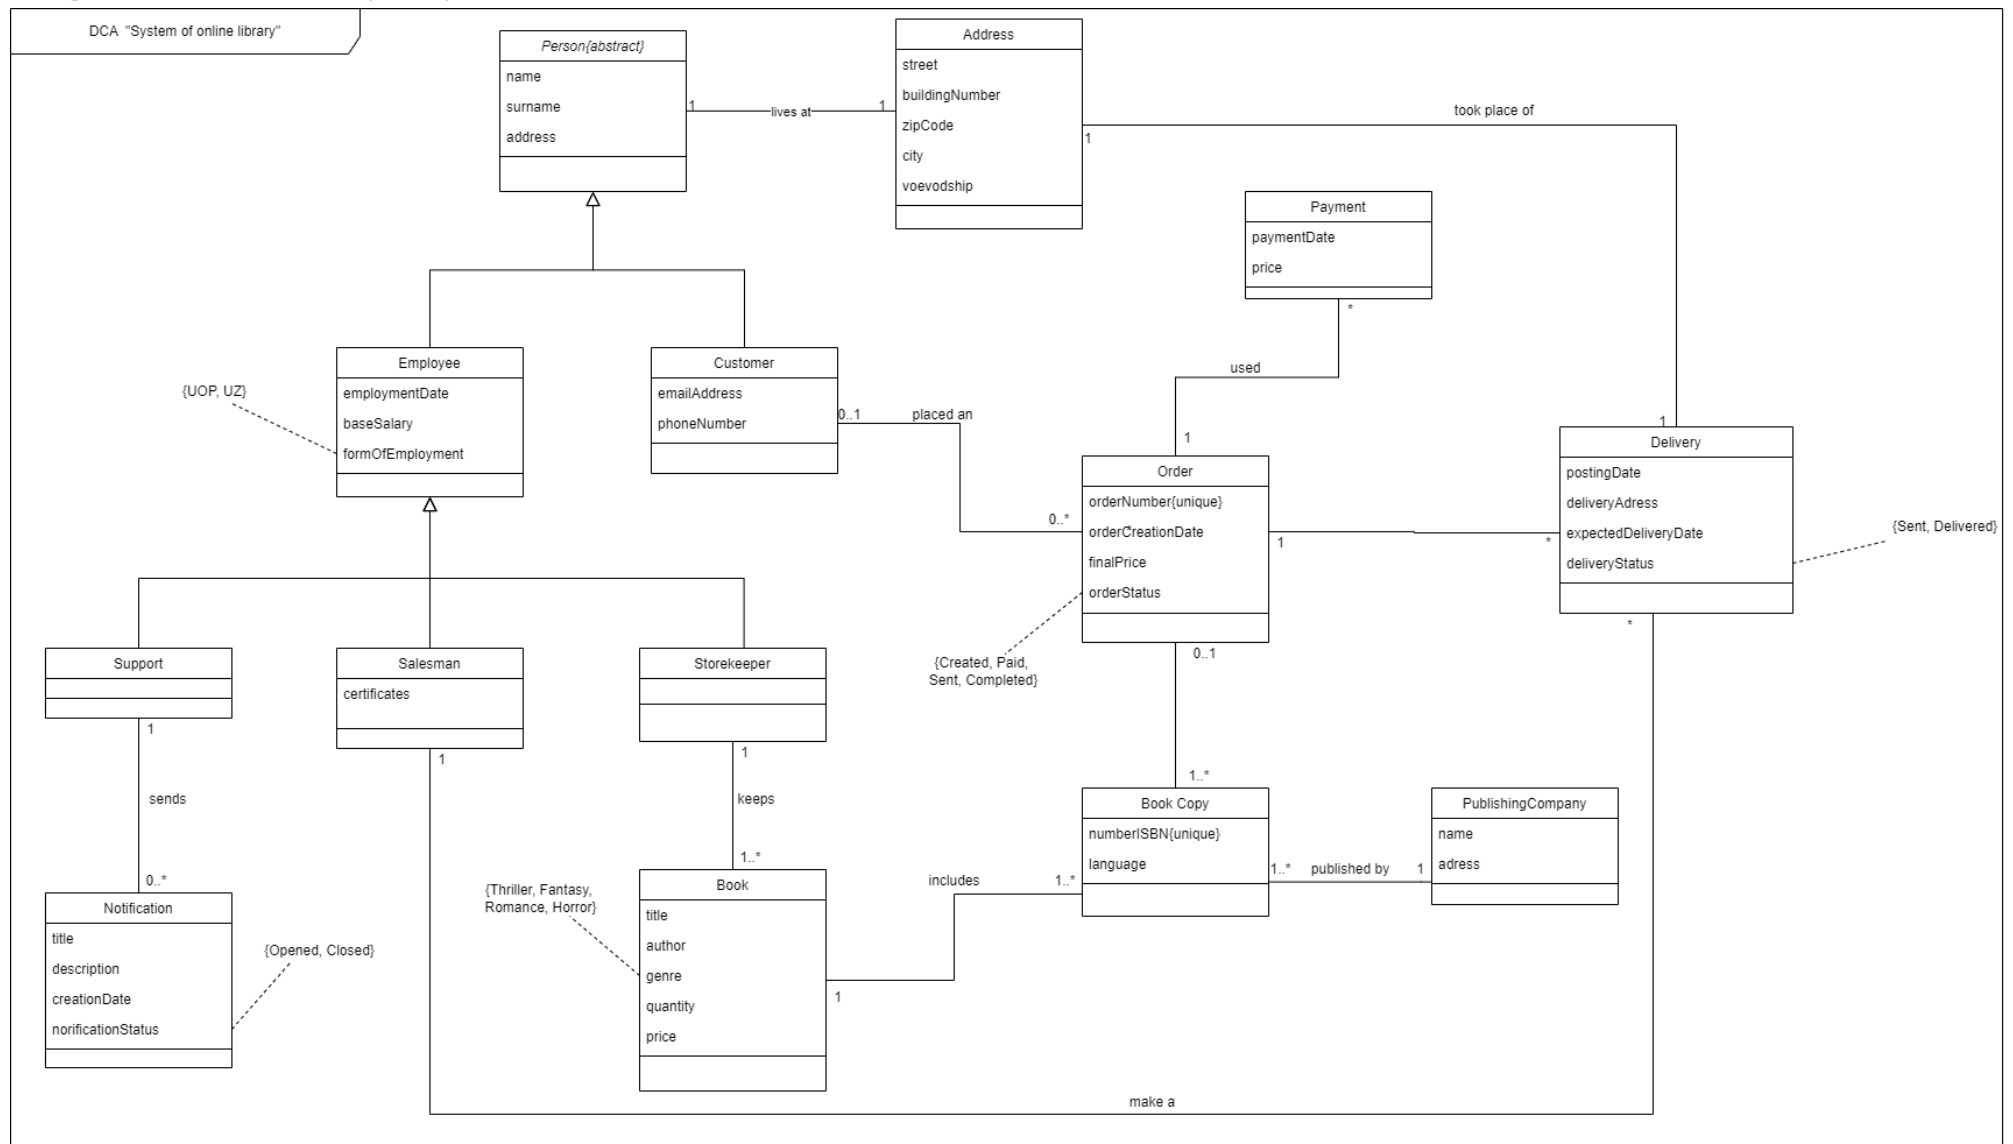 DCA "System of online library"
Person{abstract}
name
surname
address
1
lives at
1
Address
street
buildingNumber
zipCode
city
voevodship
1
took place of
1
Payment
paymentDate
price
*
used
1
{UOP, UZ}
Employee
employmentDate
baseSalary
formOfEmployment
Customer
emailAddress
phoneNumber
0..1
placed an
0..*
Order
orderNumber{unique}
orderCreationDate
finalPrice
orderStatus
{Created, Paid,
Sent, Completed}
1
*
Delivery
postingDate
deliveryAdress
expectedDeliveryDate
deliveryStatus
{Sent, Delivered}
*
0..1
1..*
Support
1
sends
0..*
Salesman
certificates
1
make a
Storekeeper
1
keeps
1..*
Notification
title
description
creationDate
norificationStatus
{Opened, Closed}
{Thriller, Fantasy,
Romance, Horror}
Book
title
author
genre
quantity
price
1
includes
1..*
Book Copy
numberISBN{unique}
language
1..*
published by
1
PublishingCompany
name
adress